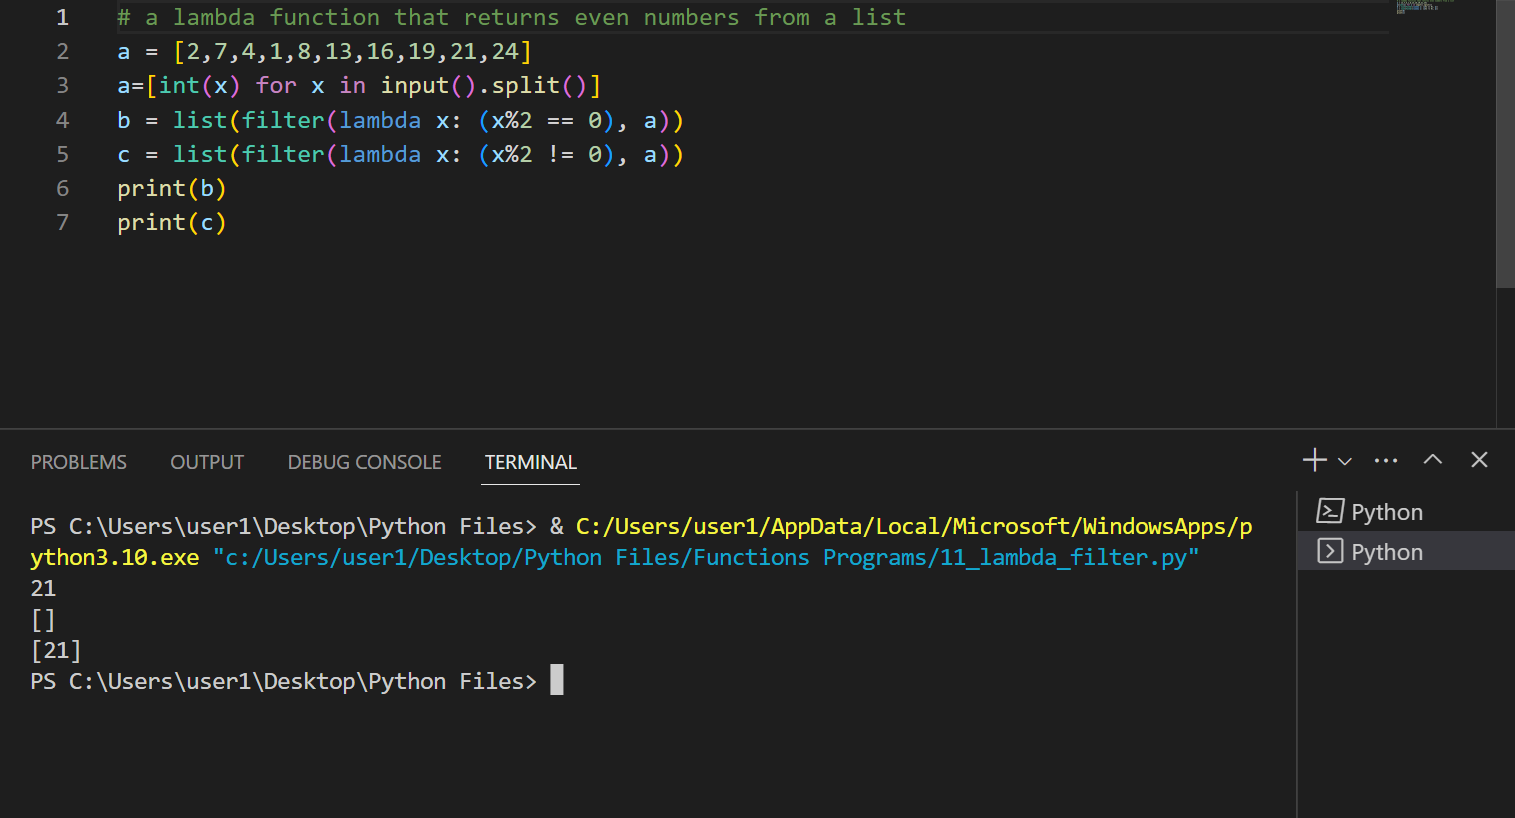 1 # a lambda function that returns even numbers from a list
2 a = [2,7,4,1,8,13,16,19,21,24]
3 a=[int(x) for x in input().split()]
4 b = list(filter(lambda x: (x%2 == 0), a))
5 c = list(filter(lambda x: (x%2 != 0), a))
6 print(b)
7 print(c)
PROBLEMS OUTPUT DEBUG CONSOLE TERMINAL
PS C:\Users\user1\Desktop\Python Files> & C:/Users/user1/AppData/Local/Microsoft/WindowsApps/p
ython3.10.exe "c:/Users/user1/Desktop/Python Files/Functions Programs/11_lambda_filter.py"
21
[]
[21]
PS C:\Users\user1\Desktop\Python Files>
Python
Python